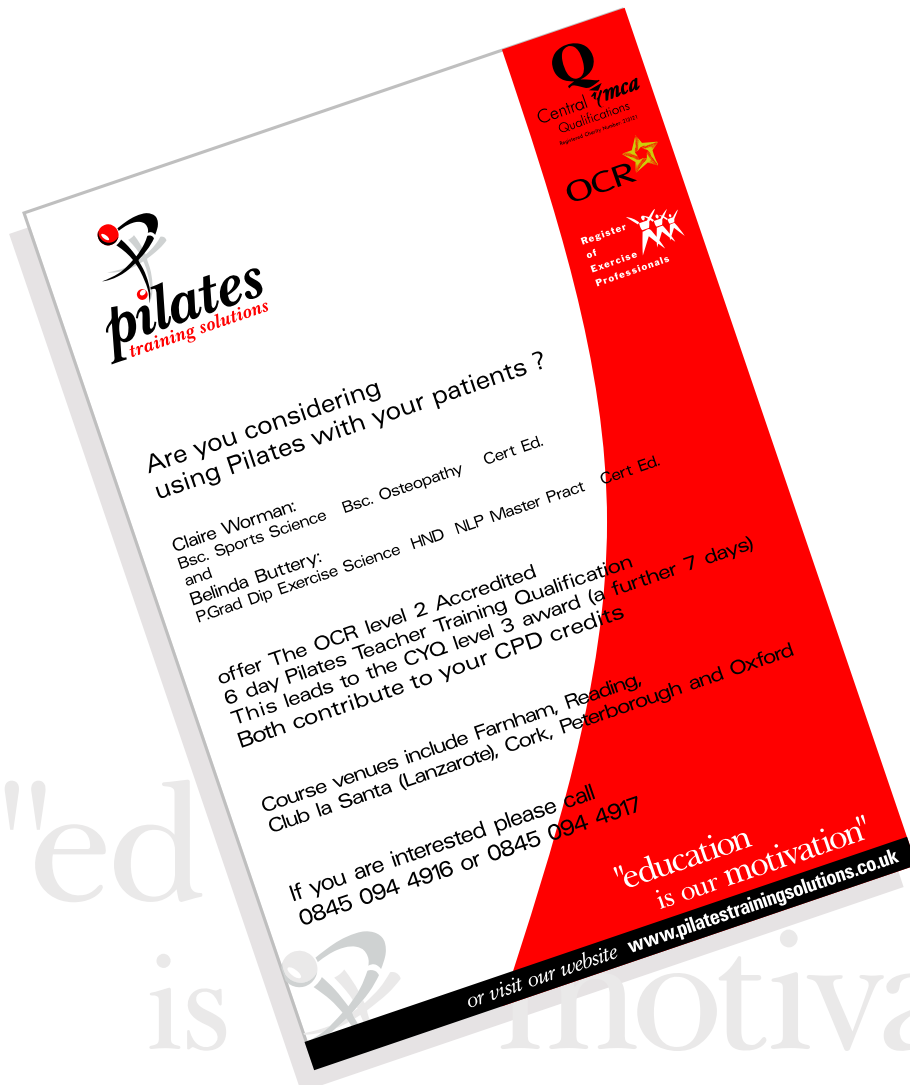 Q
Central Ymca
Qualifications
OCR
Register
of
Exercise
Professionals
pilates
training solutions
Are you considering
using Pilates with your patients ?
Claire Worman:
Bsc. Sports Science Bsc. Osteopathy Cert Ed.
and
Belinda Buttery:
P.Grad Dip Exercise Science HND NLP Master Pract Cert Ed.
offer The OCR level 2 Accredited
6 day Pilates Teacher Training Qualification
This leads to the CYQ level 3 award (a further 7 days)
Both contribute to your CPD credits
Course venues include Farnham, Reading,
Club la Santa (Lanzarote), Cork, Peterborough and Oxford
If you are interested please call
0845 094 4916 or 0845 094 4917
"education
is our motivation"
or visit our website www.pilatestrainingsolutions.co.uk
"ed
is motiva